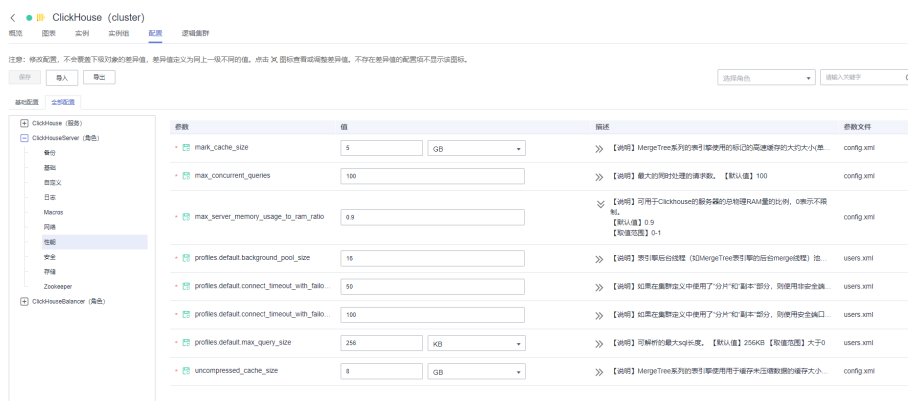 ClickHouse（cluster）
概览 图表 实例 实例组 配置 逻辑集群
注意：修改配置，不会覆盖下级对象的差异值，差异值定义为同上一级不同的值。点击 图标查看或调整差异值。不存在差异值的配置项不显示该图标。
保存 导入 导出 选择角色 请输入关键字
基础配置 全部配置
ClickHouse（服务）
ClickHouseServer（角色）
备份
基础
自定义
日志
Macros
网络
性能
安全
存储
Zookeeper
ClickHouseBalancer（角色）
参数 值 描述 参数文件
* mark_cache_size 5 GB 【说明】MergeTree系列的表引擎使用的标记的高速缓存的大约大小(单... config.xml
* max_concurrent_queries 100 【说明】最大的同时处理的请求数。 【默认值】100 config.xml
* max_server_memory_usage_to_ram_ratio 0.9 【说明】可用于Clickhouse的服务器的总物理RAM量的比例，0表示不限
制。
【默认值】0.9
【取值范围】0-1
config.xml
* profiles.default.background_pool_size 16 【说明】表引擎后台线程（如MergeTree表引擎的后台merge线程）池... users.xml
* profiles.default.connect_timeout_with_failo... 50 【说明】如果在集群定义中使用了“分片”和“副本”部分，则使用非安全端... users.xml
* profiles.default.connect_timeout_with_failo... 100 【说明】如果在集群定义中使用了“分片”和“副本”部分，则使用安全端口... users.xml
* profiles.default.max_query_size 256 KB 【说明】可解析的最大sql长度。 【默认值】256KB 【取值范围】大于0 users.xml
* uncompressed_cache_size 8 GB 【说明】MergeTree系列的表引擎使用用于缓存未压缩数据的缓存大小... config.xml